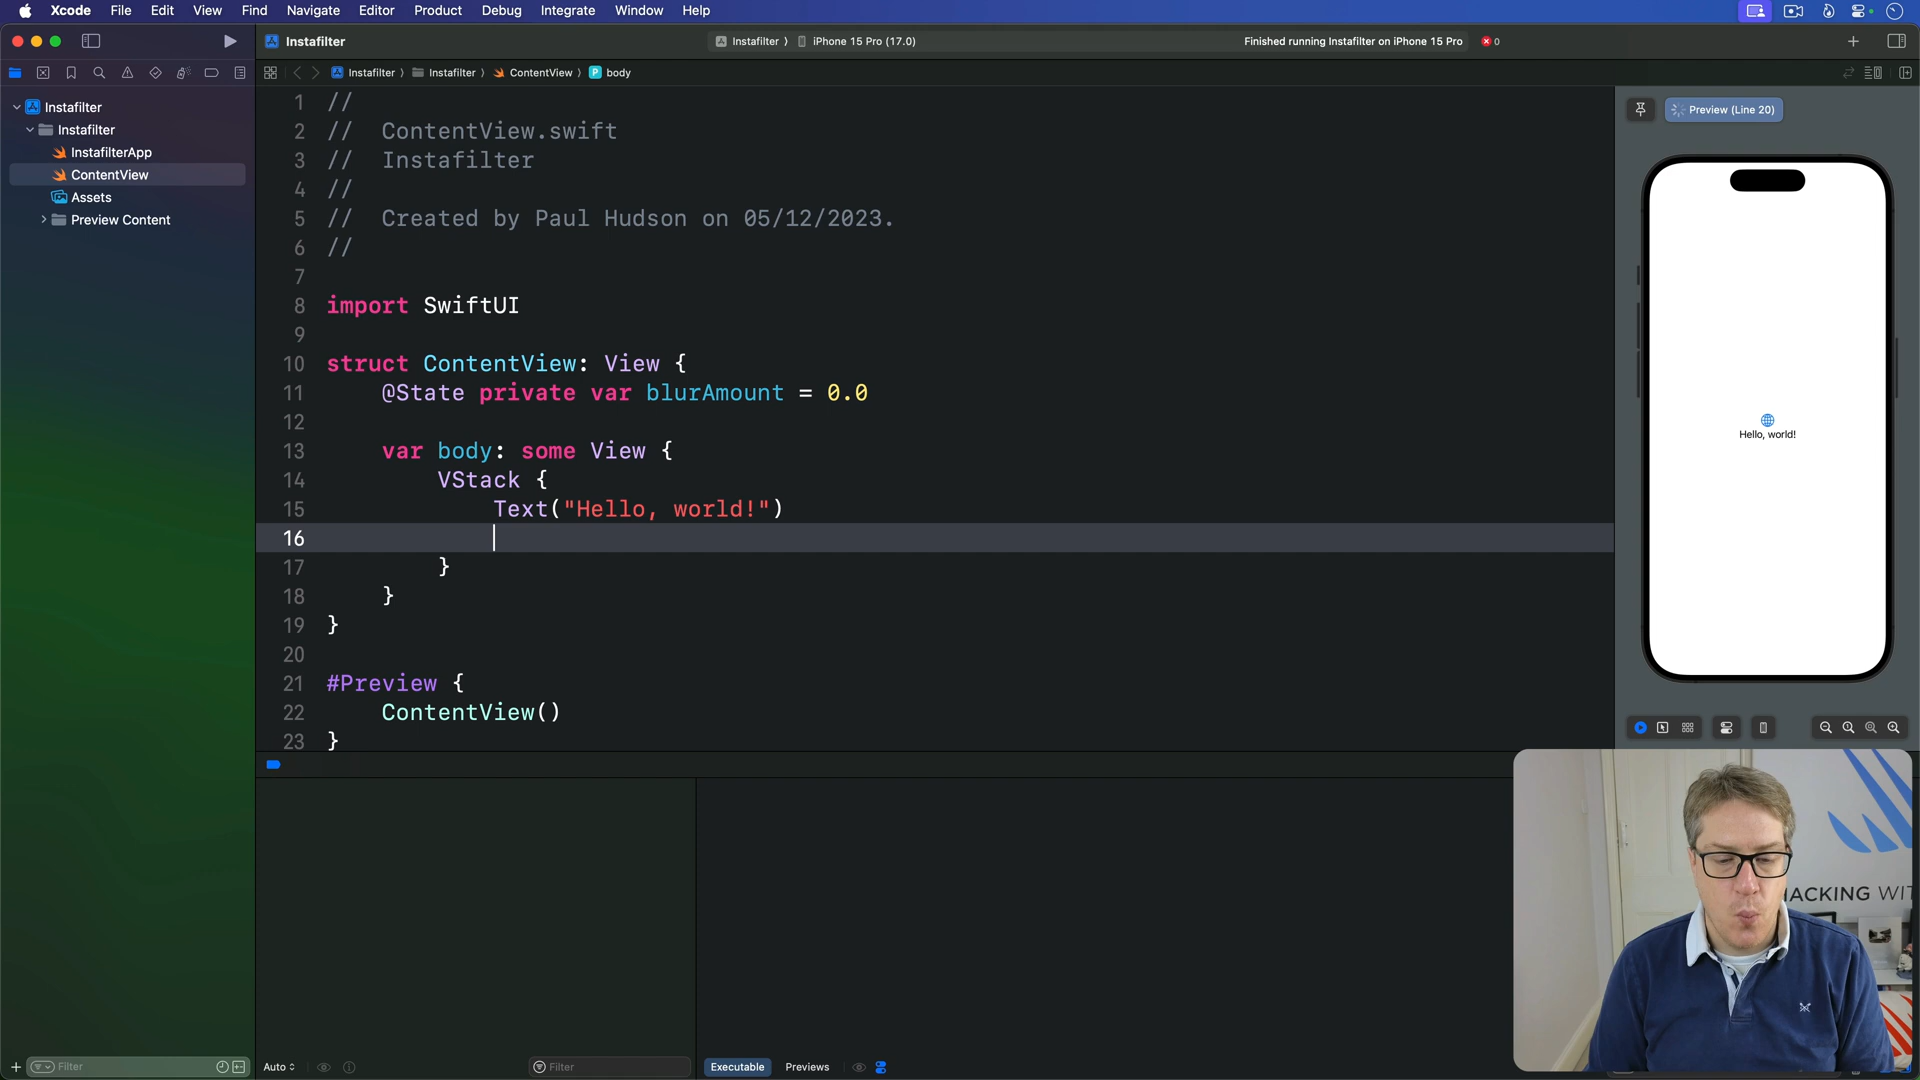 Xcode File Edit View Find Navigate Editor Product Debug Integrate Window Help
Instafilter
Instafilter iPhone 15 Pro (17.0)
Finished running Instafilter on iPhone 15 Pro
0
Instafilter Instafilter ContentView P body
Instafilter
Instafilter
InstafilterApp
ContentView
Assets
Preview Content
1 //
2 // ContentView.swift
3 // Instafilter
4 //
5 // Created by Paul Hudson on 05/12/2023.
6 //
7
8 import SwiftUI
9
10 struct ContentView: View {
11 @State private var blurAmount = 0.0
12
13 var body: some View {
14 VStack {
15 Text("Hello, world!")
16
17 }
18 }
19 }
20
21 #Preview {
22 ContentView()
23 }
Preview (Line 20)
Hello, world!
HACKING WIT
Filter
Auto
Filter
Executable Previews